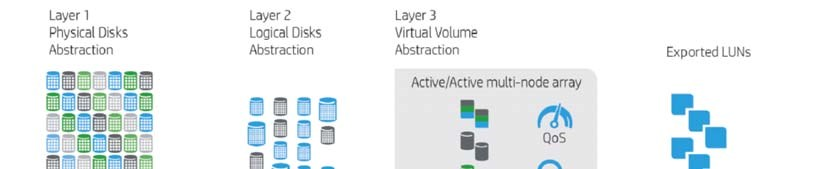 Layer 1
Physical Disks
Abstraction
Layer 2
Logical Disks
Abstraction
Layer 3
Virtual Volume
Abstraction
Exported LUNs
Active/Active multi-node array
QoS